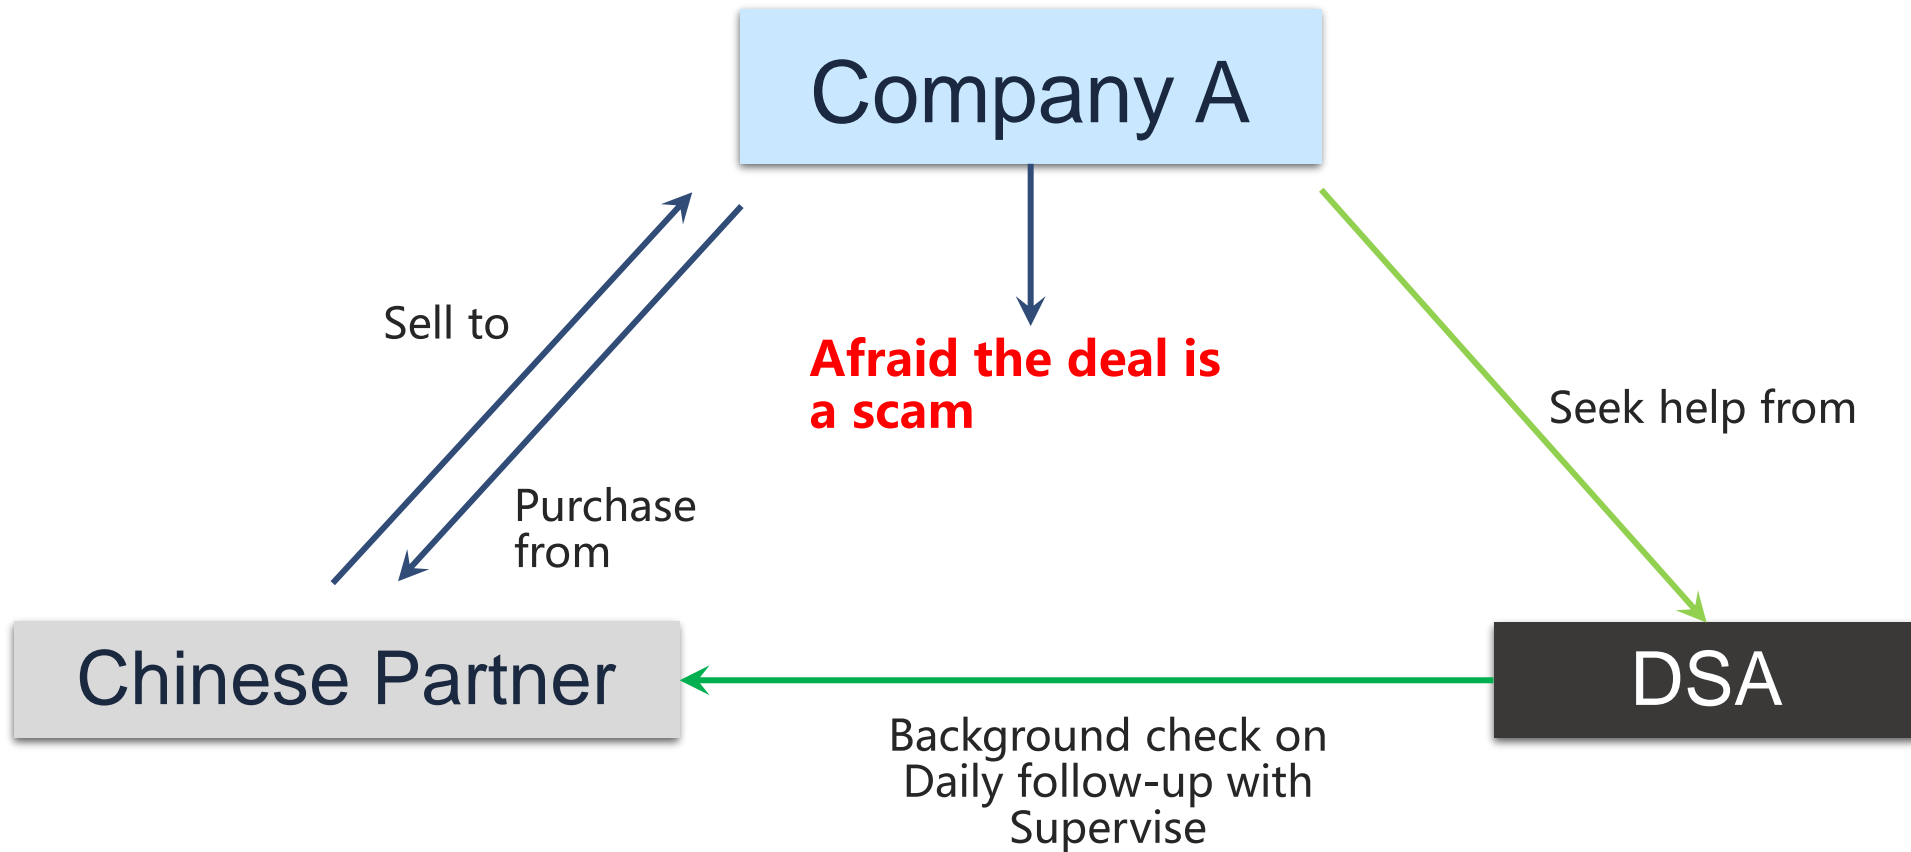 Company A
Sell to
Afraid the deal is
a scam
Seek help from
Purchase
from
Chinese Partner
DSA
Background check on
Daily follow-up with
Supervise